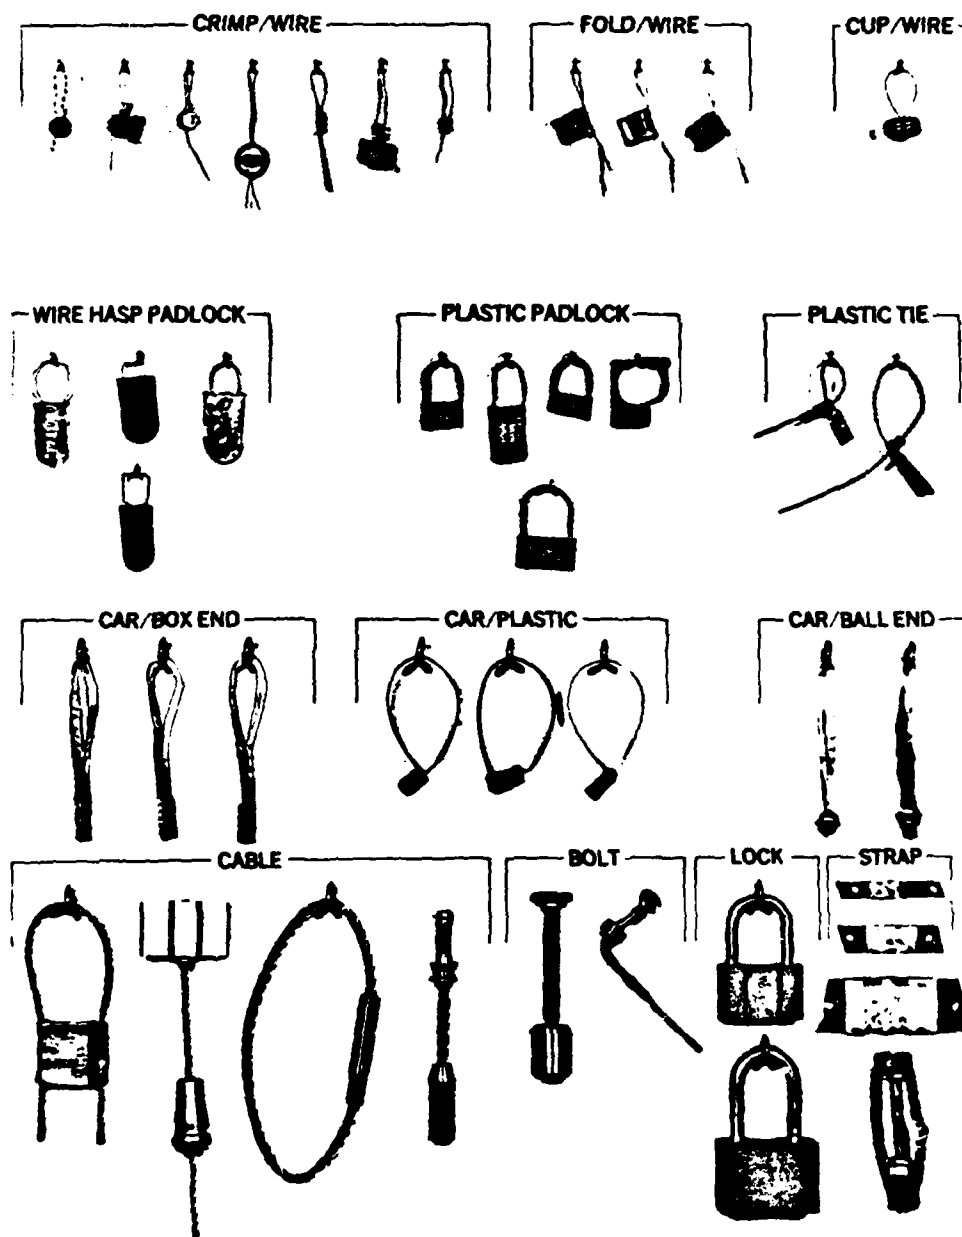 CRIMP/WIRE
FOLD/WIRE
CUP/WIRE
WIRE HASP PADLOCK
PLASTIC PADLOCK
PLASTIC TIE
CAR/BOX END
CAR/PLASTIC
CAR/BALL END
CABLE
BOLT
LOCK
STRAP